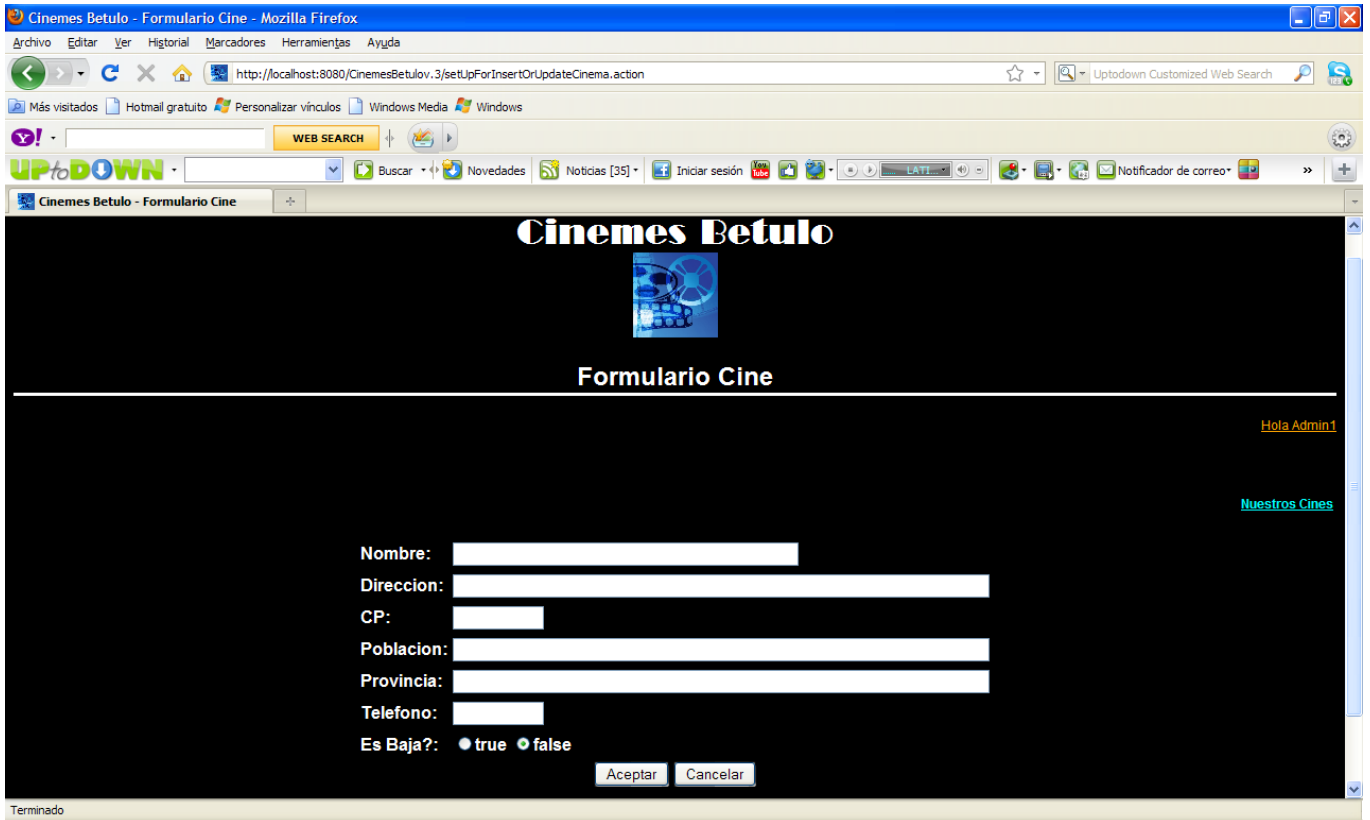 Cinemes Betulo - Formulario Cine - Mozilla Firefox
Archivo Editar Ver Historial Marcadores Herramientas Ayuda
http://localhost:8080/CinemesBetulov.3/setUpForInsertOrUpdateCinema.action Uptodown Customized Web Search
Más visitados Hotmail gratuito Personalizar vínculos Windows Media Windows
Y! WEB SEARCH
UPtoDOWN Buscar Novedades Noticias [35] Iniciar sesión You Tube LATI... Notificador de correo »
Cinemes Betulo - Formulario Cine
Cinemes Betulo
Formulario Cine
Hola Admin1
Nuestros Cines
Nombre:
Direccion:
CP:
Poblacion:
Provincia:
Telefono:
Es Baja?: true false
Aceptar Cancelar
Terminado